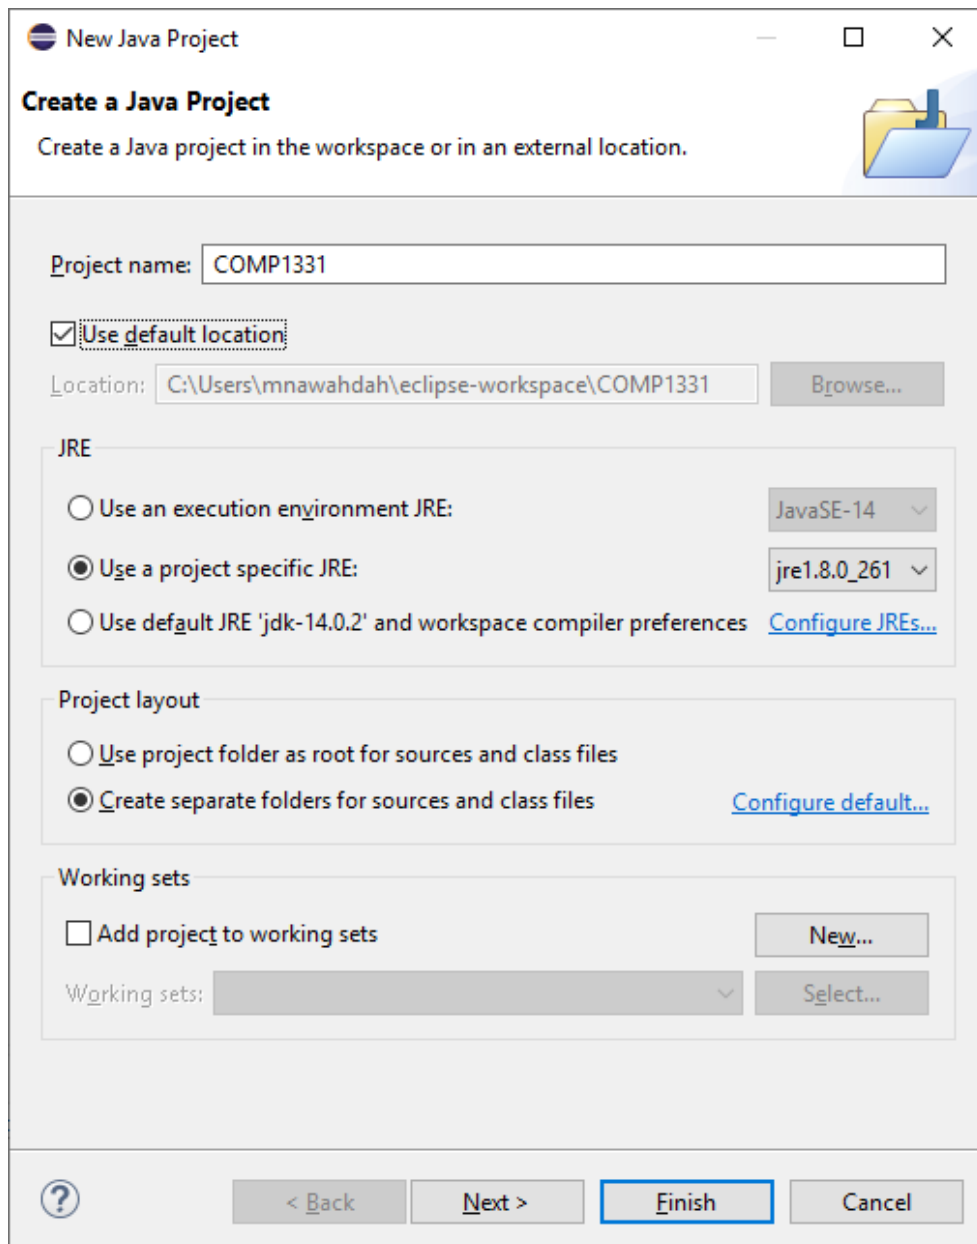 New Java Project
Create a Java Project
Create a Java project in the workspace or in an external location.
Project name: COMP1331
Use default location
Location: C:\Users\mnawahdah\eclipse-workspace\COMP1331 Browse...
JRE
Use an execution environment JRE: JavaSE-14
Use a project specific JRE: jre1.8.0_261
Use default JRE 'jdk-14.0.2' and workspace compiler preferences Configure JREs...
Project layout
Use project folder as root for sources and class files
Create separate folders for sources and class files Configure default...
Working sets
Add project to working sets New...
Working sets: Select...
? < Back Next > Finish Cancel